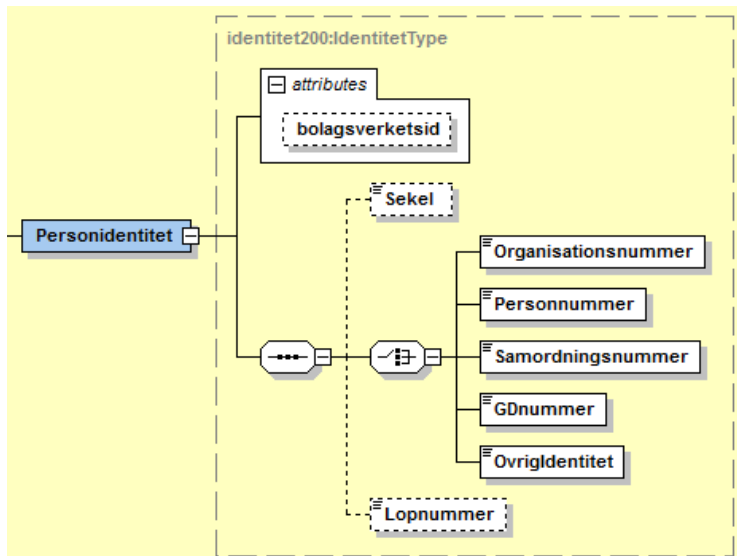 identitet200:IdentitetType
attributes
bolagsverketsid
Sekel
Personidentitet
Organisationsnummer
Personnummer
Samordningsnummer
GDnummer
OvrigIdentitet
Lopnummer